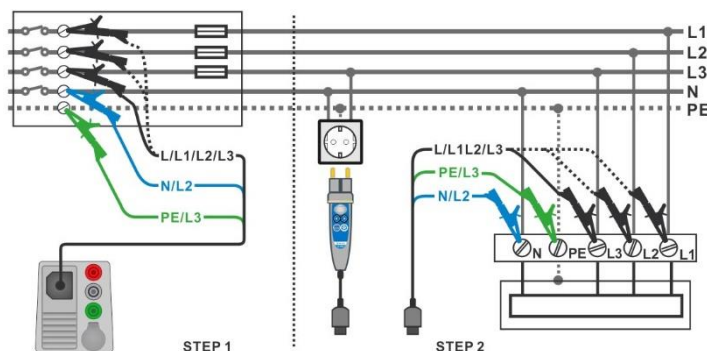 L1
L2
L3
N
PE
L/L1/L2/L3
N/L2
PE/L3
L/L1L2/L3
PE/L3
N/L2
N PE L3 L2 L1
STEP 1
STEP 2